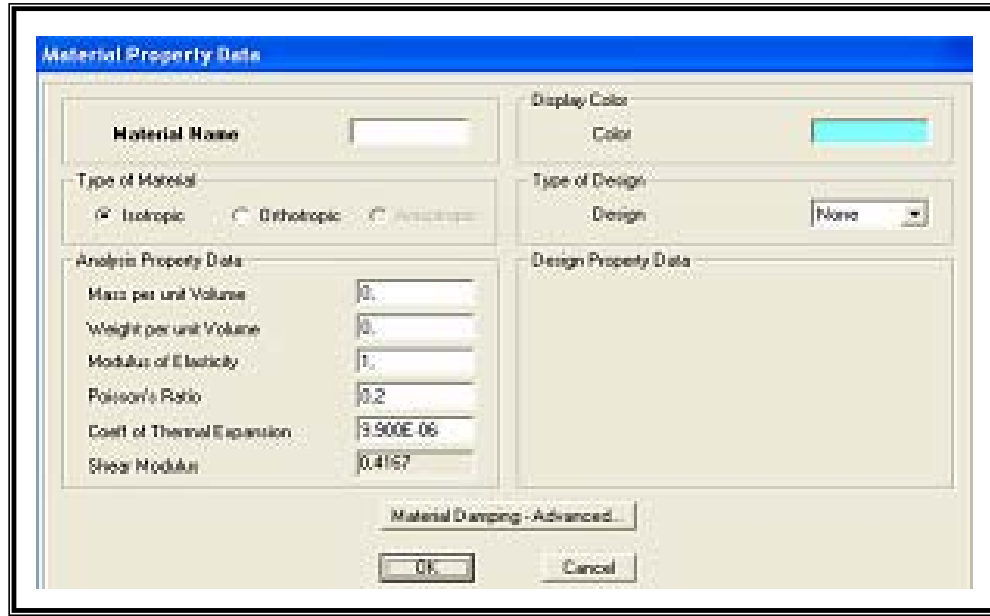 Material Property Data
Material Name
Display Color
Color
Type of Material
Isotropic Orthotropic Anisotropic
Type of Design
Design None
Analysis Property Data
Mass per unit Volume 0.
Weight per unit Volume 0.
Modulus of Elasticity 1.
Poisson's Ratio 0.2
Coeff of Thermal Expansion 9.900E-06
Shear Modulus 0.4167
Design Property Data
Material Damping - Advanced...
OK Cancel